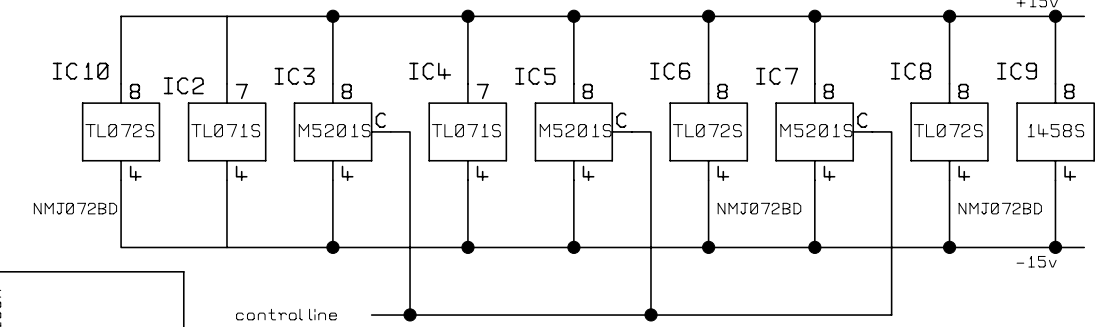 +15v
IC10 IC2 IC3 IC4 IC5 IC6 IC7 IC8 IC9
8 7 8 7 8 8 8 8 8
TL072S TL071S M5201S C TL071S M5201S C TL072S M5201S C TL072S 1458S
4 4 4 4 4 4 4 4 4
NMJ072BD NMJ072BD NMJ072BD
-15v
control line